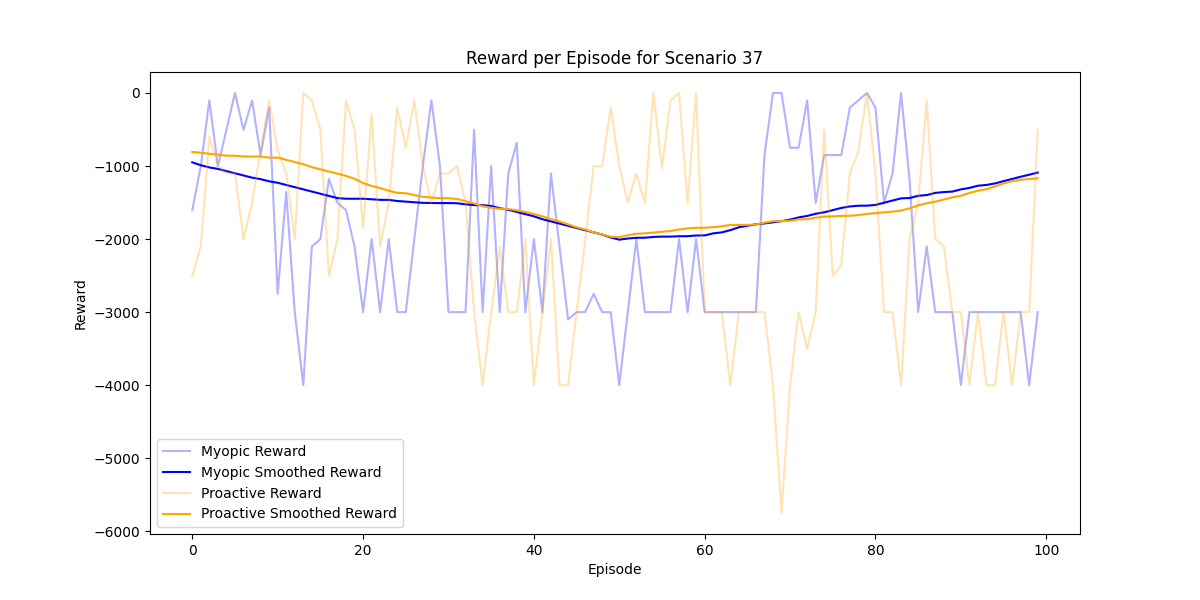 Reward per Episode for Scenario 37
Reward
0
−1000
−2000
−3000
−4000
−5000
−6000
Myopic Reward
Myopic Smoothed Reward
Proactive Reward
Proactive Smoothed Reward
0 20 40 60 80 100
Episode